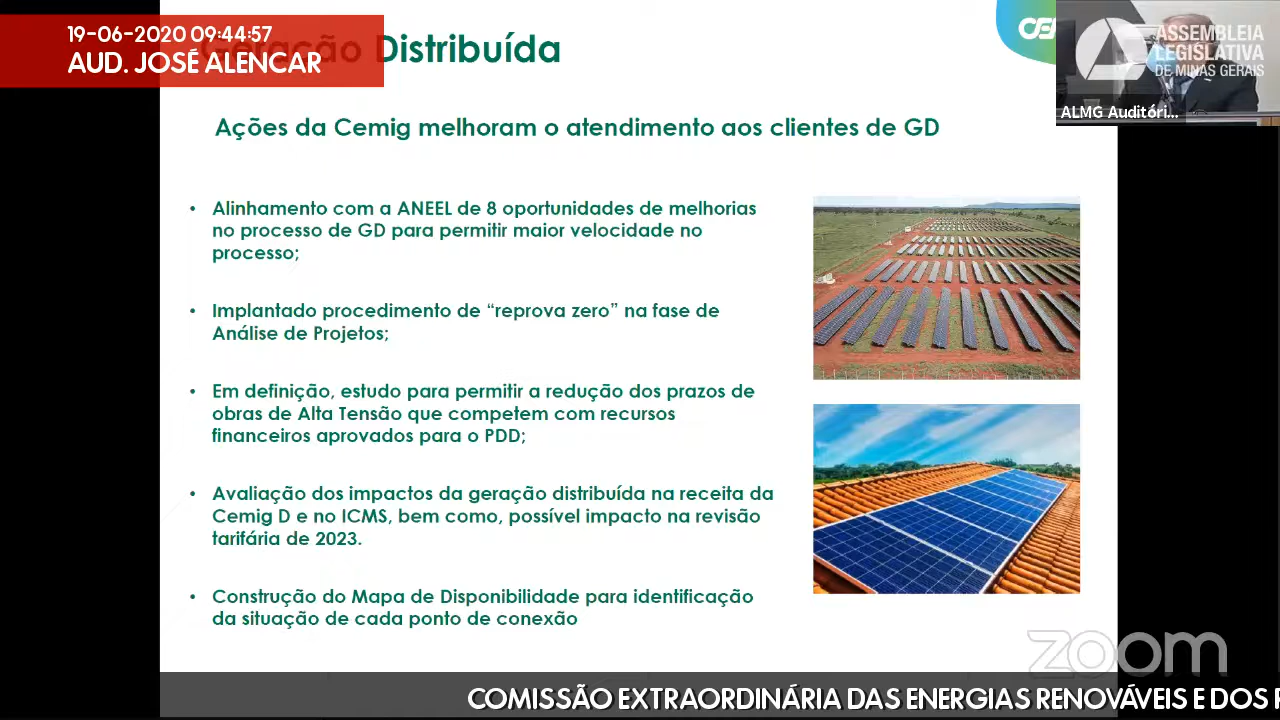 19-06-2020 09:44:57
AUD. JOSÉ ALENCAR
Geração Distribuída
CEM
ASSEMBLEIA
LEGISLATIVA
DE MINAS GERAIS
ALMG Auditóri...
Ações da Cemig melhoram o atendimento aos clientes de GD
• Alinhamento com a ANEEL de 8 oportunidades de melhorias
no processo de GD para permitir maior velocidade no
processo;
• Implantado procedimento de “reprova zero” na fase de
Análise de Projetos;
• Em definição, estudo para permitir a redução dos prazos de
obras de Alta Tensão que competem com recursos
financeiros aprovados para o PDD;
• Avaliação dos impactos da geração distribuída na receita da
Cemig D e no ICMS, bem como, possível impacto na revisão
tarifária de 2023.
• Construção do Mapa de Disponibilidade para identificação
da situação de cada ponto de conexão
zoom
COMISSÃO EXTRAORDINÁRIA DAS ENERGIAS RENOVÁVEIS E DOS